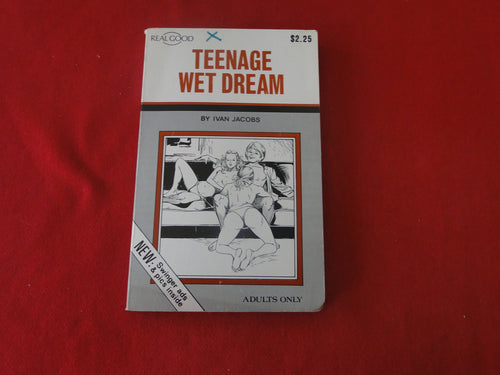 REAL GOOD
$2.25
TEENAGE
WET DREAM
BY IVAN JACOBS
NEW: Swinger ads
& pics inside
ADULTS ONLY